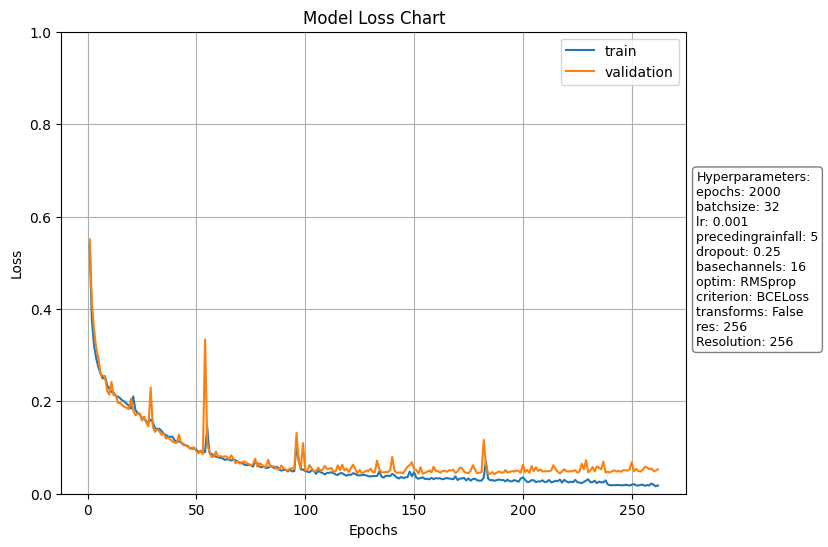 Model Loss Chart
1.0
0.8
0.6
0.4
0.2
0.0
Loss
0
50
100
150
200
250
Epochs
train
validation
Hyperparameters:
epochs: 2000
batchsize: 32
lr: 0.001
precedingrainfall: 5
dropout: 0.25
basechannels: 16
optim: RMSprop
criterion: BCELoss
transforms: False
res: 256
Resolution: 256